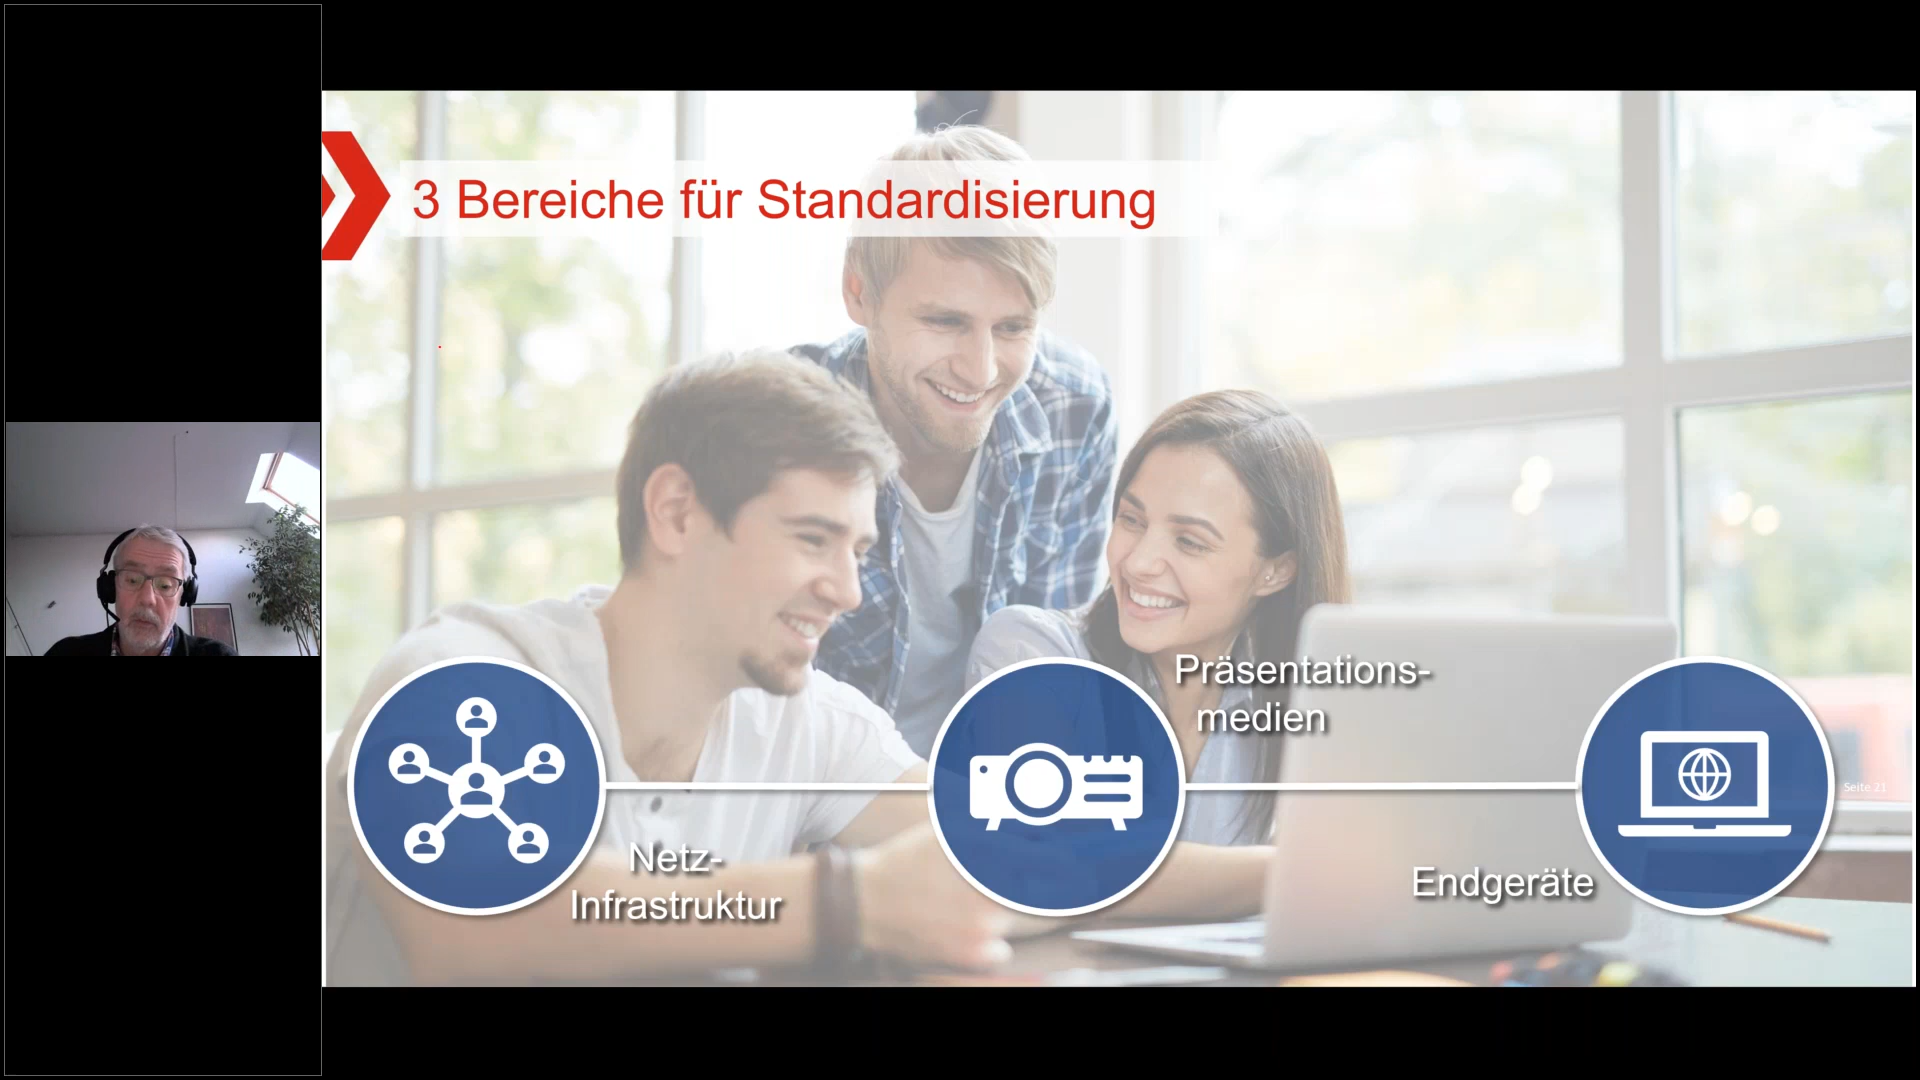 3 Bereiche für Standardisierung
Präsentations-
medien
Seite 21
Netz-
Infrastruktur
Endgeräte